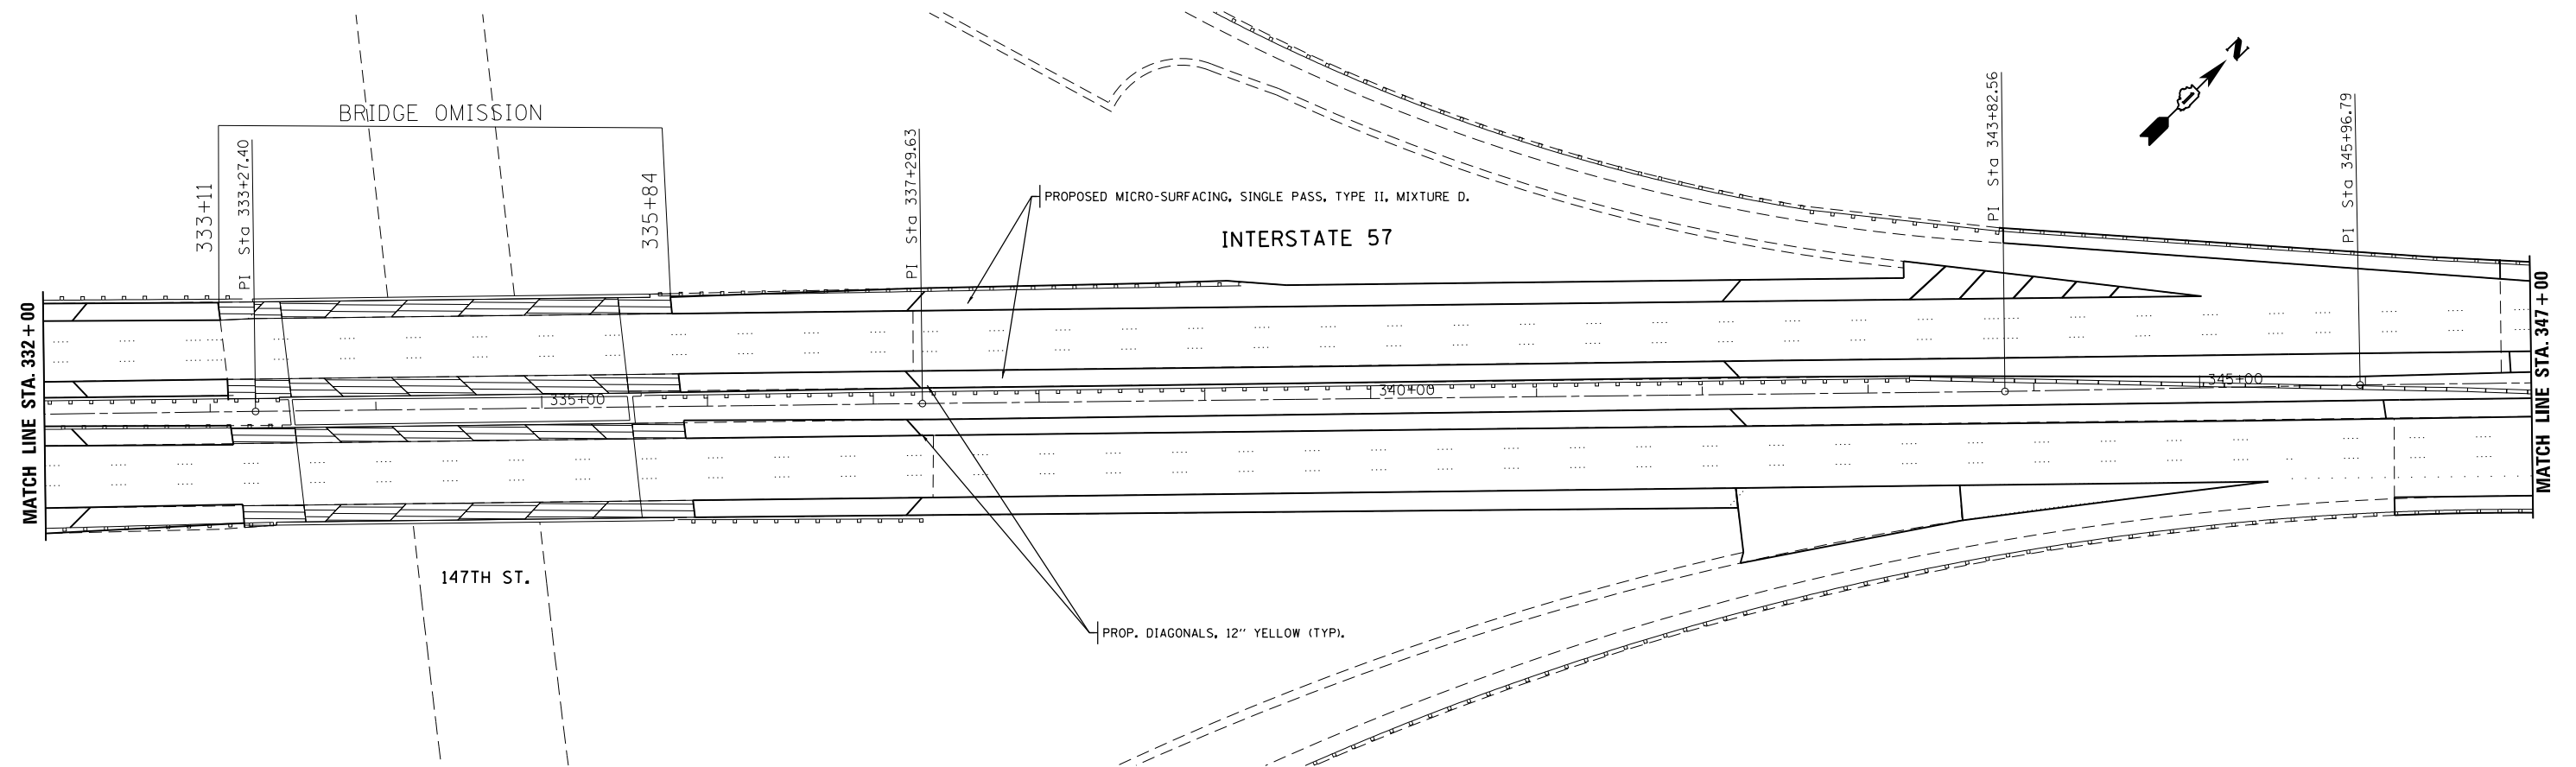 N
BRIDGE OMISSION
333+11
PI Sta 333+27.40
335+84
PI Sta 337+29.63
PI Sta 343+82.56
PI Sta 345+96.79
PROPOSED MICRO-SURFACING, SINGLE PASS, TYPE II, MIXTURE D.
INTERSTATE 57
MATCH LINE STA. 332+00
MATCH LINE STA. 347+00
335+00
340+00
345+00
147TH ST.
PROP. DIAGONALS, 12" YELLOW (TYP).